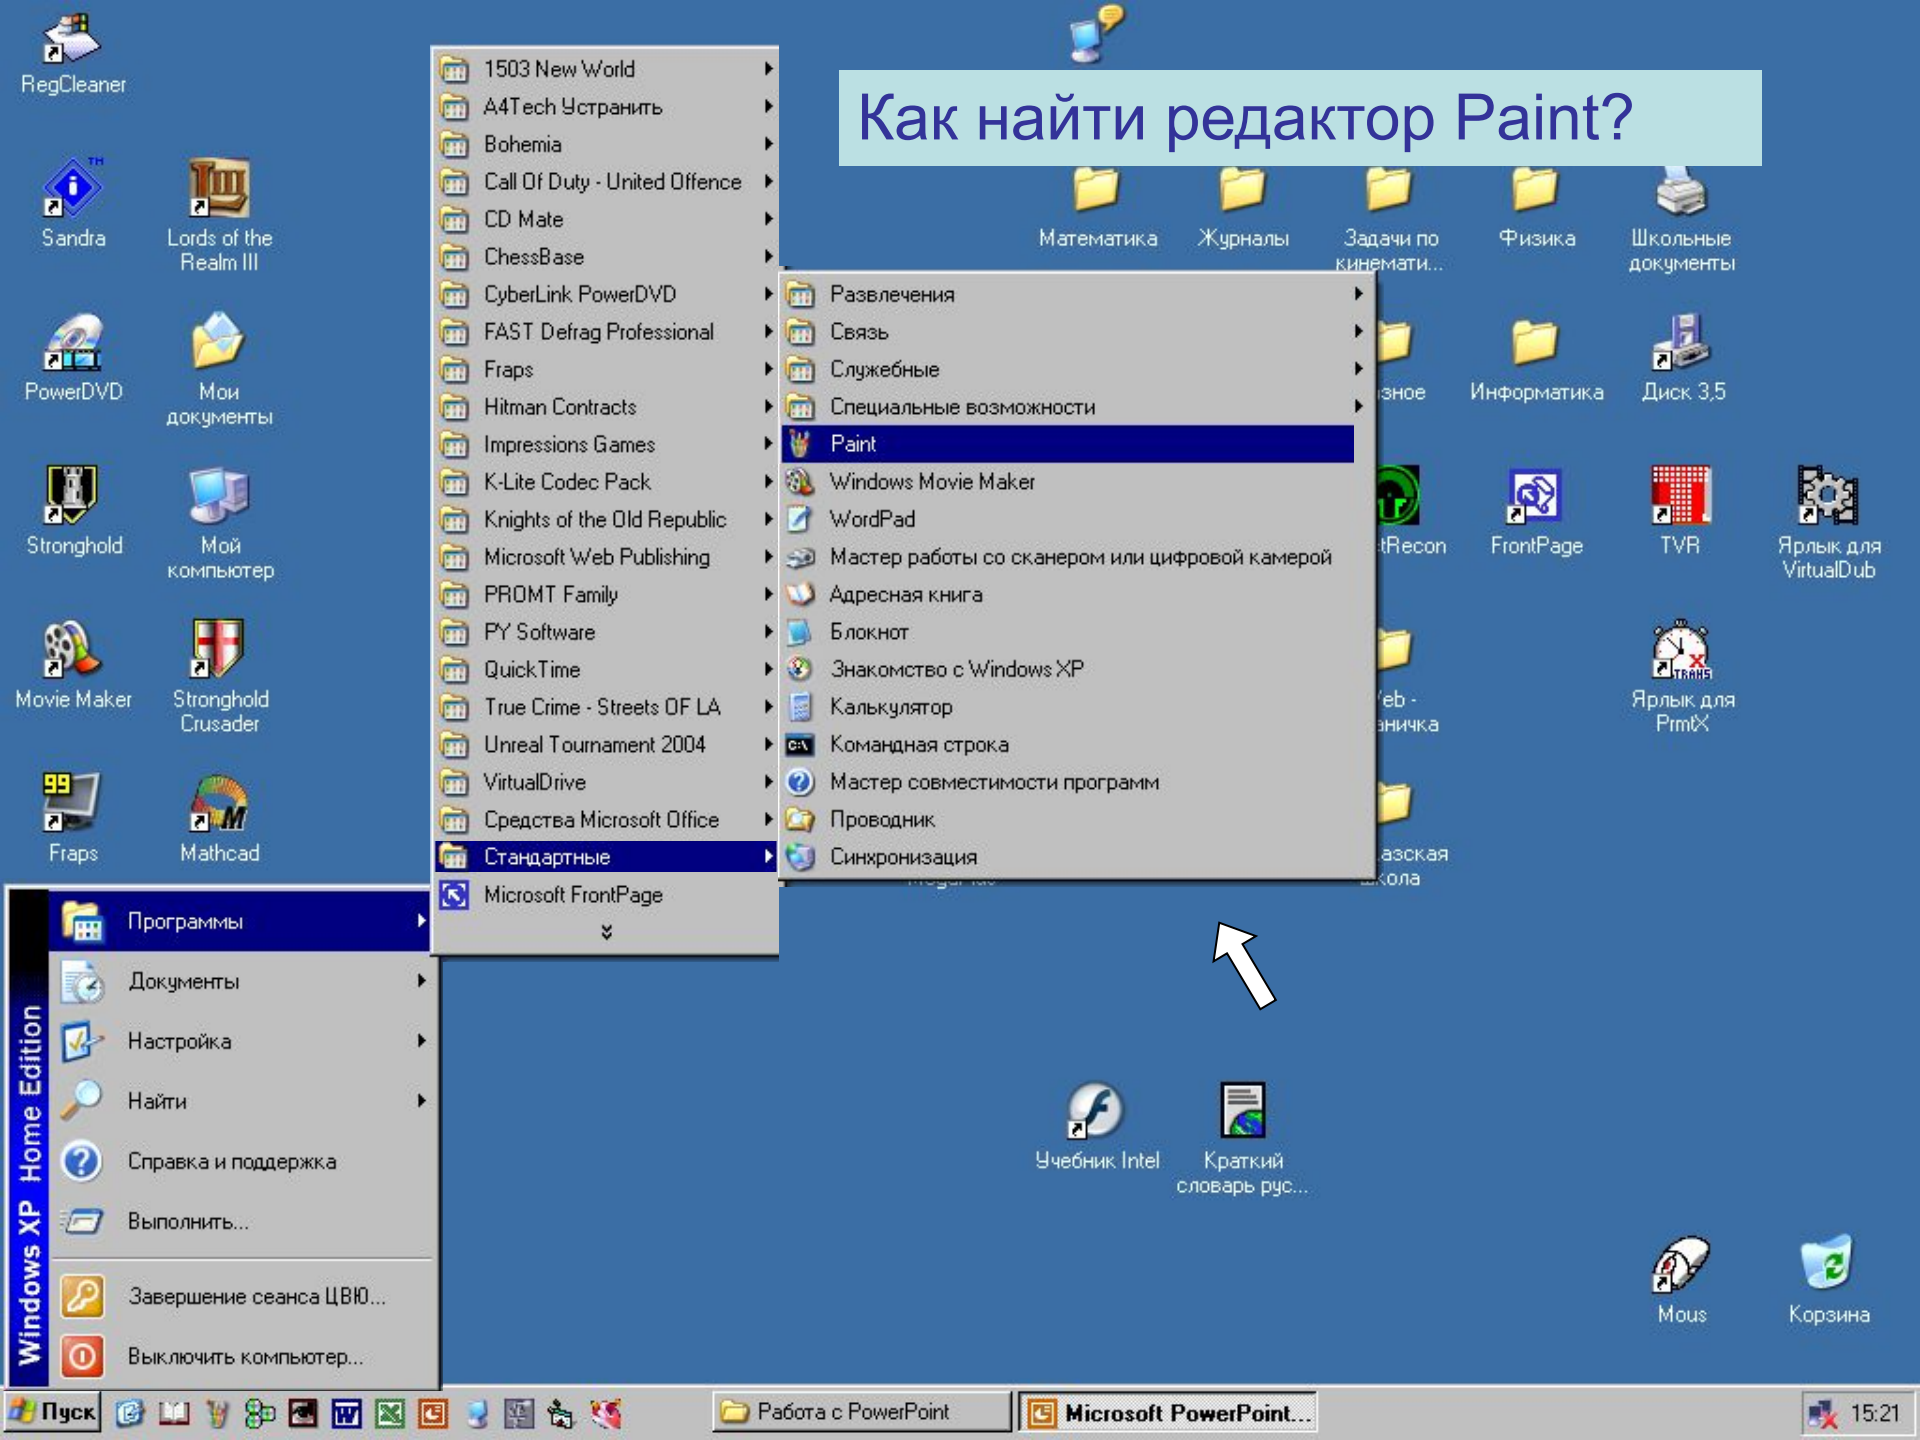 Как найти редактор Paint?
RegCleaner
Sandra
Lords of the
Realm III
PowerDVD
Мои
документы
Stronghold
Мой
компьютер
Movie Maker
Stronghold
Crusader
99
Fraps
Mathcad
1503 New World
A4Tech Устранить
Bohemia
Call Of Duty - United Offence
CD Mate
ChessBase
CyberLink PowerDVD
FAST Defrag Professional
Fraps
Hitman Contracts
Impressions Games
K-Lite Codec Pack
Knights of the Old Republic
Microsoft Web Publishing
PROMT Family
PY Software
QuickTime
True Crime - Streets OF LA
Unreal Tournament 2004
VirtualDrive
Средства Microsoft Office
Стандартные
Microsoft FrontPage
Развлечения
Связь
Служебные
Специальные возможности
Paint
Windows Movie Maker
WordPad
Мастер работы со сканером или цифровой камерой
Адресная книга
Блокнот
Знакомство с Windows XP
Калькулятор
Командная строка
Мастер совместимости программ
Проводник
Синхронизация
Математика
Журналы
Задачи по
кинемати...
Физика
Школьные
документы
Информатика
Диск 3,5
FrontPage
TVR
Ярлык для
VirtualDub
TRANS
Ярлык для
PrmtX
Программы
Документы
Настройка
Найти
Справка и поддержка
Выполнить...
Завершение сеанса ЦВЮ...
Выключить компьютер...
Windows XP Home Edition
Учебник Intel
Краткий
словарь рус...
Mous
Корзина
Пуск
Работа с PowerPoint
Microsoft PowerPoint...
15:21